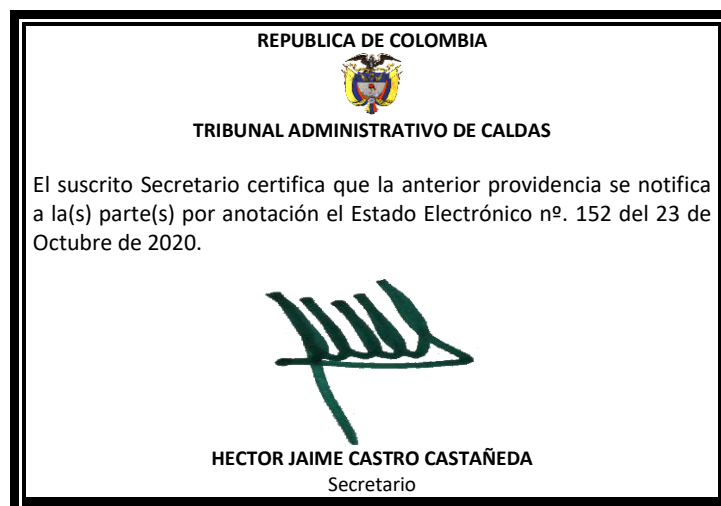 REPUBLICA DE COLOMBIA
TRIBUNAL ADMINISTRATIVO DE CALDAS
El suscrito Secretario certifica que la anterior providencia se notifica
a la(s) parte(s) por anotación el Estado Electrónico nº. 152 del 23 de
Octubre de 2020.
HECTOR JAIME CASTRO CASTAÑEDA
Secretario